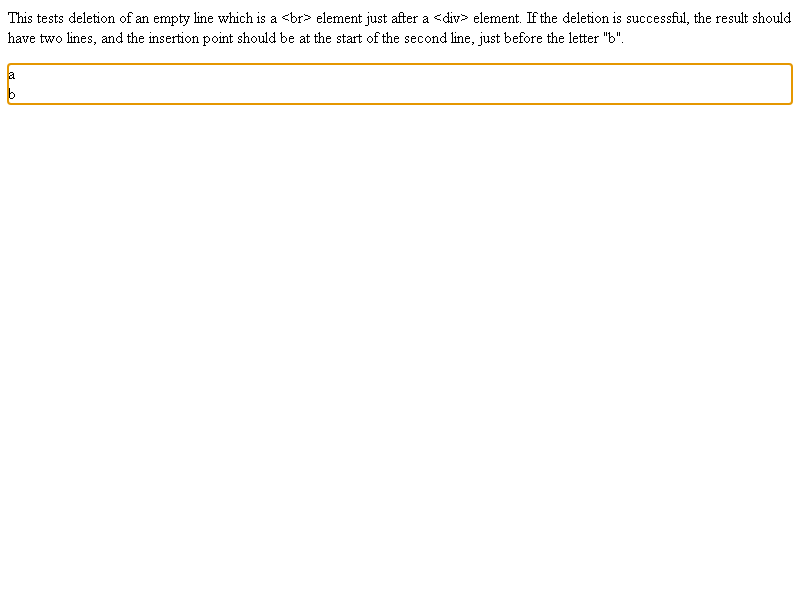 This tests deletion of an empty line which is a <br> element just after a <div> element. If the deletion is successful, the result should
have two lines, and the insertion point should be at the start of the second line, just before the letter "b".
a
b